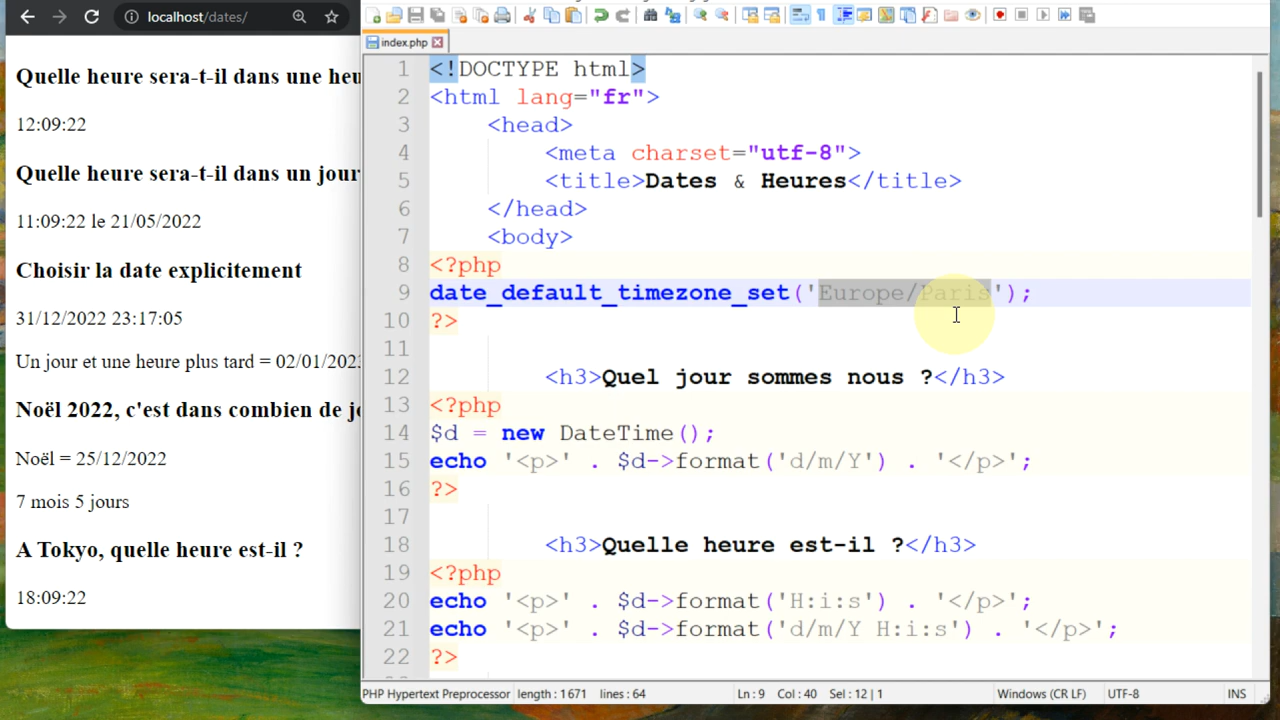 localhost/dates/
Quelle heure sera-t-il dans une heu
12:09:22
Quelle heure sera-t-il dans un jour
11:09:22 le 21/05/2022
Choisir la date explicitement
31/12/2022 23:17:05
Un jour et une heure plus tard = 02/01/202
Noël 2022, c'est dans combien de jo
Noël = 25/12/2022
7 mois 5 jours
A Tokyo, quelle heure est-il ?
18:09:22
index.php
1 <!DOCTYPE html>
2 <html lang="fr">
3 <head>
4 <meta charset="utf-8">
5 <title>Dates & Heures</title>
6 </head>
7 <body>
8 <?php
9 date_default_timezone_set('Europe/Paris');
10 ?>
11
12 <h3>Quel jour sommes nous ?</h3>
13 <?php
14 $d = new DateTime();
15 echo '<p>' . $d->format('d/m/Y') . '</p>';
16 ?>
17
18 <h3>Quelle heure est-il ?</h3>
19 <?php
20 echo '<p>' . $d->format('H:i:s') . '</p>';
21 echo '<p>' . $d->format('d/m/Y H:i:s') . '</p>';
22 ?>
PHP Hypertext Preprocessor length : 1 671 lines : 64 Ln : 9 Col : 40 Sel : 12 | 1 Windows (CR LF) UTF-8 INS